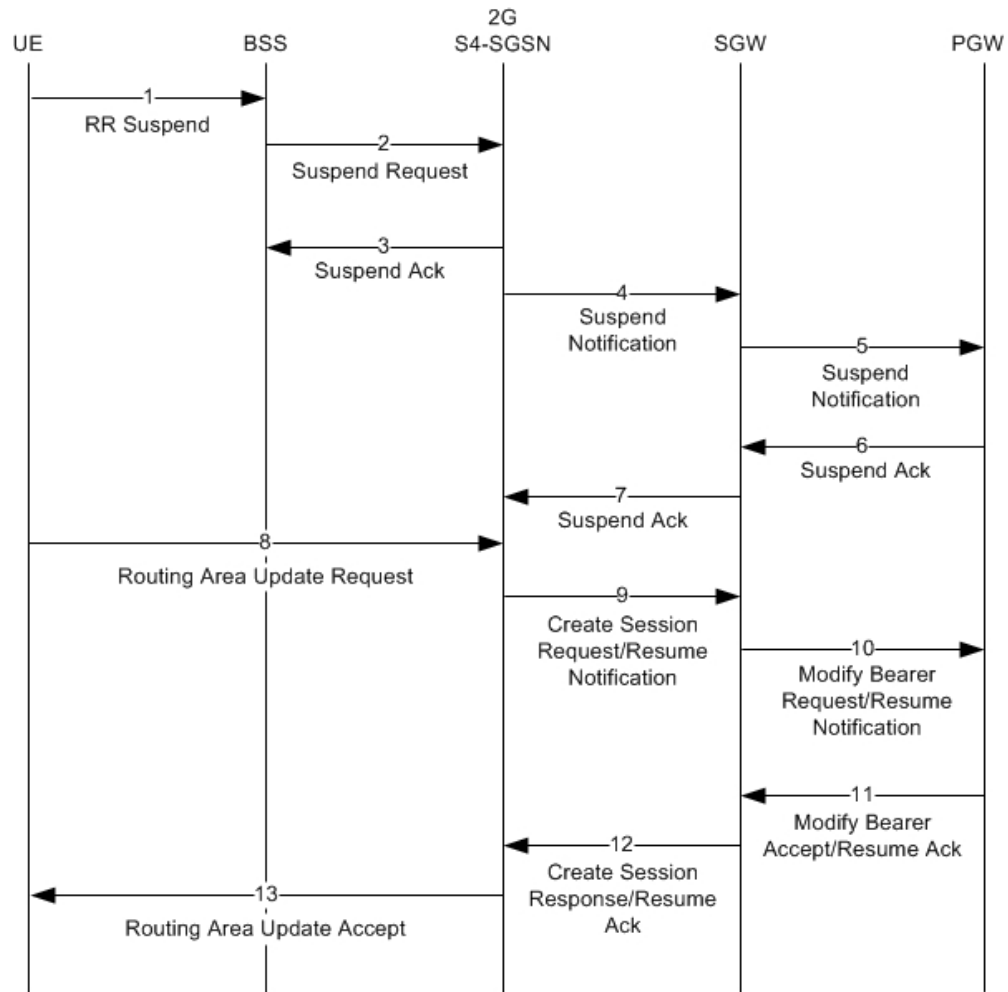 2G
UE
BSS
S4-SGSN
SGW
PGW
1
RR Suspend
2
Suspend Request
3
Suspend Ack
4
Suspend
Notification
5
Suspend
Notification
6
Suspend Ack
7
Suspend Ack
8
Routing Area Update Request
9
Create Session
Request/Resume
Notification
10
Modify Bearer
Request/Resume
Notification
11
Modify Bearer
Accept/Resume Ack
12
Create Session
Response/Resume
Ack
13
Routing Area Update Accept